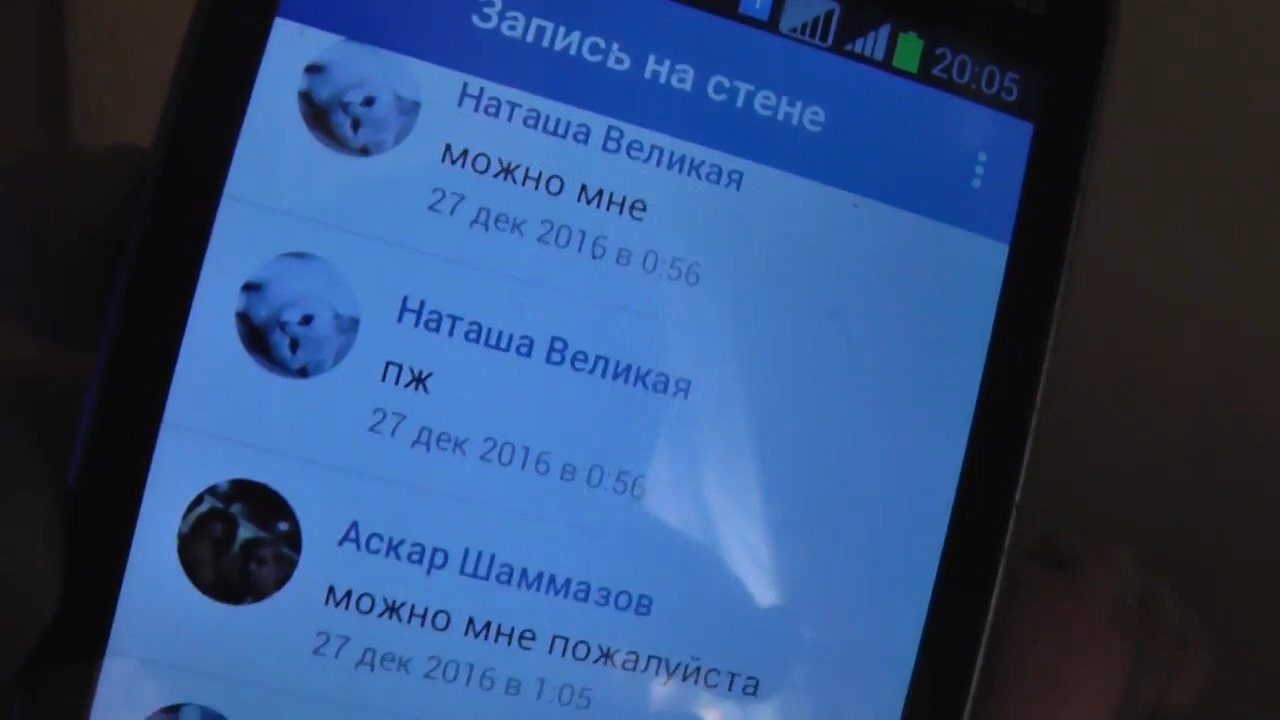 20:05
Запись на стене
Наташа Великая
можно мне
27 дек 2016 в 0:56
Наташа Великая
пж
27 дек 2016 в 0:56
Аскар Шаммазов
можно мне пожалуйста
27 дек 2016 в 1:05